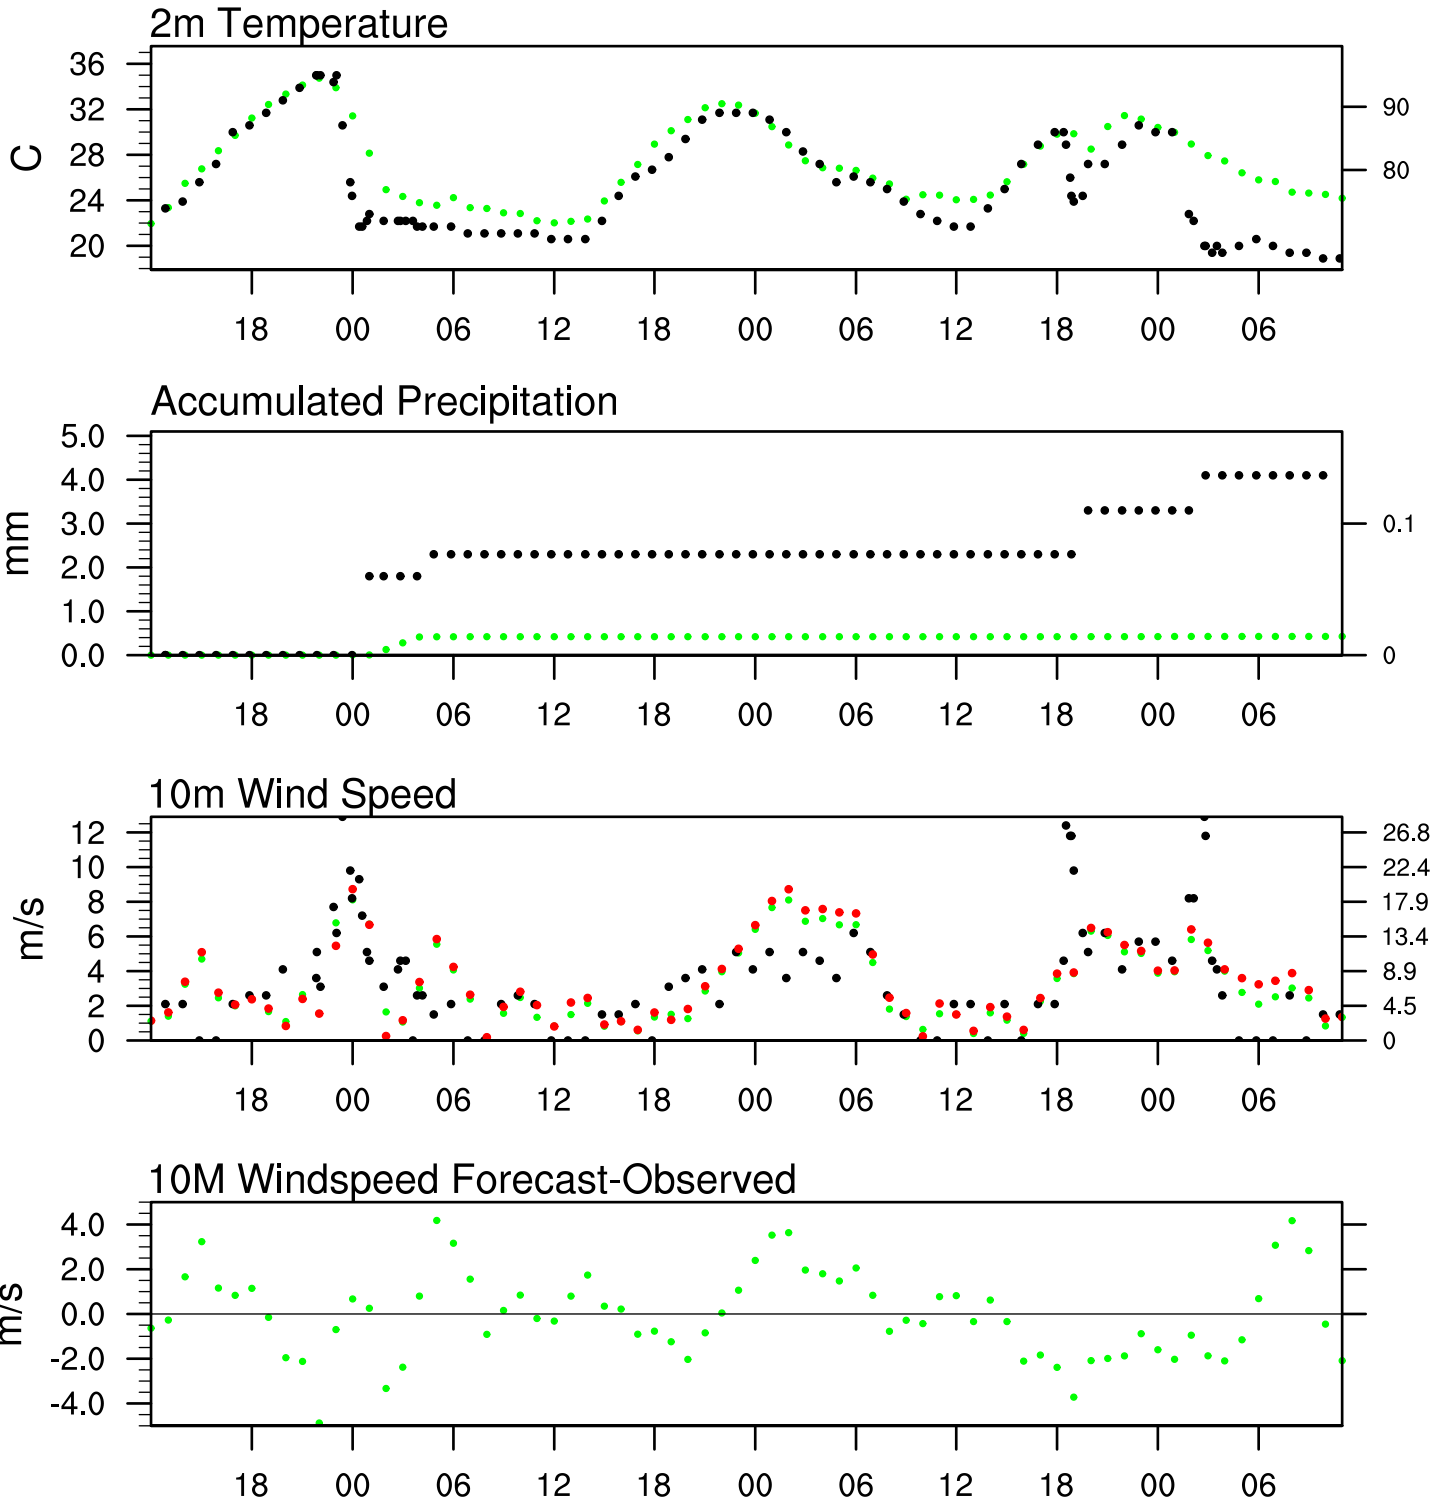 2m Temperature
36
32
28
24
20
C
90
80
18 00 06 12 18 00 06 12 18 00 06
Accumulated Precipitation
5.0
4.0
3.0
2.0
1.0
0.0
mm
0.1
0
18 00 06 12 18 00 06 12 18 00 06
10m Wind Speed
12
10
8
6
4
2
0
m/s
26.8
22.4
17.9
13.4
8.9
4.5
0
18 00 06 12 18 00 06 12 18 00 06
10M Windspeed Forecast-Observed
4.0
2.0
0.0
-2.0
-4.0
m/s
18 00 06 12 18 00 06 12 18 00 06